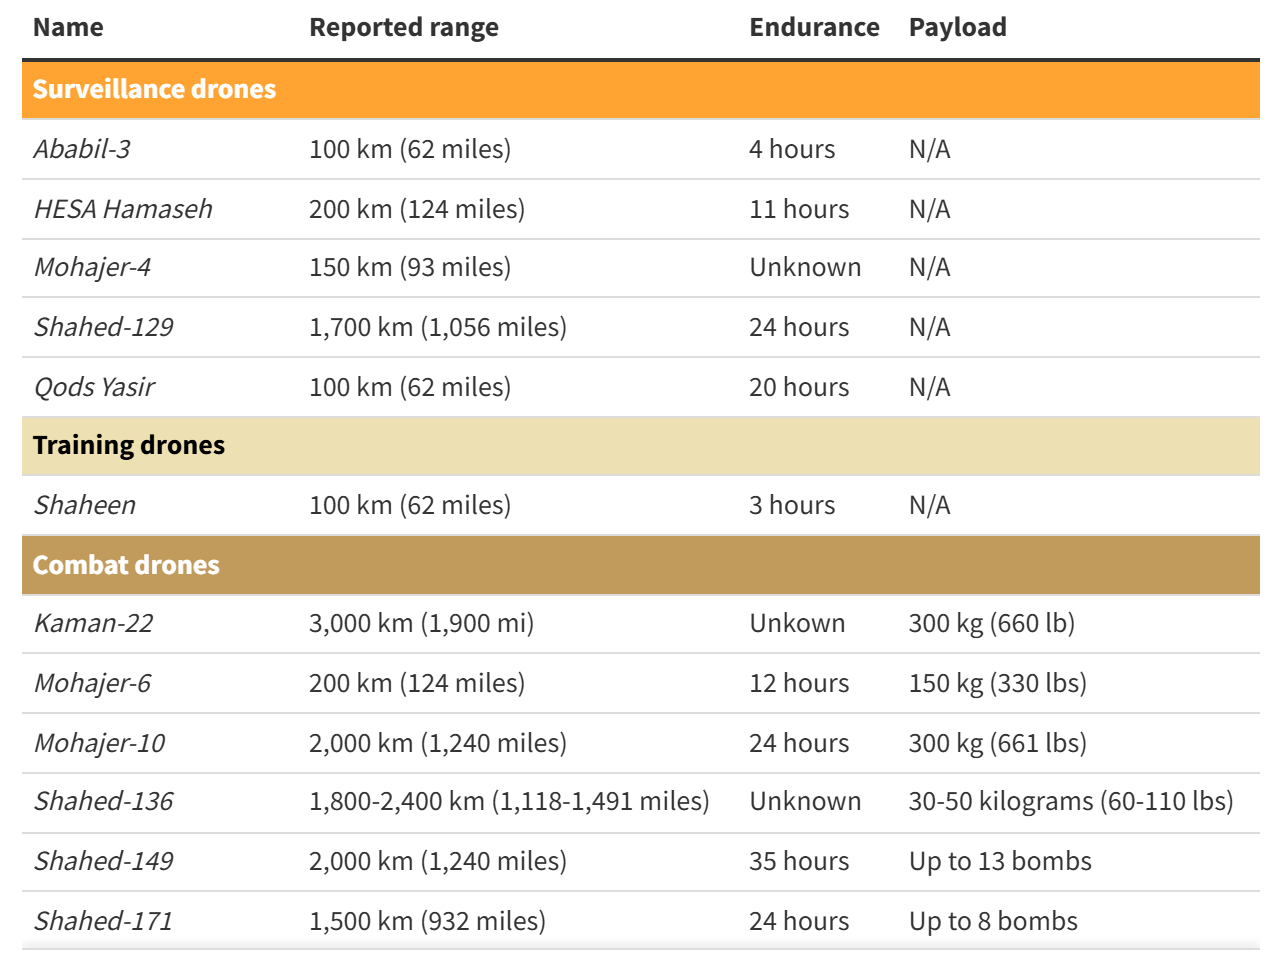 Name Reported range Endurance Payload
Surveillance drones
Ababil-3 100 km (62 miles) 4 hours N/A
HESA Hamaseh 200 km (124 miles) 11 hours N/A
Mohajer-4 150 km (93 miles) Unknown N/A
Shahed-129 1,700 km (1,056 miles) 24 hours N/A
Qods Yasir 100 km (62 miles) 20 hours N/A
Training drones
Shaheen 100 km (62 miles) 3 hours N/A
Combat drones
Kaman-22 3,000 km (1,900 mi) Unkown 300 kg (660 lb)
Mohajer-6 200 km (124 miles) 12 hours 150 kg (330 lbs)
Mohajer-10 2,000 km (1,240 miles) 24 hours 300 kg (661 lbs)
Shahed-136 1,800-2,400 km (1,118-1,491 miles) Unknown 30-50 kilograms (60-110 lbs)
Shahed-149 2,000 km (1,240 miles) 35 hours Up to 13 bombs
Shahed-171 1,500 km (932 miles) 24 hours Up to 8 bombs